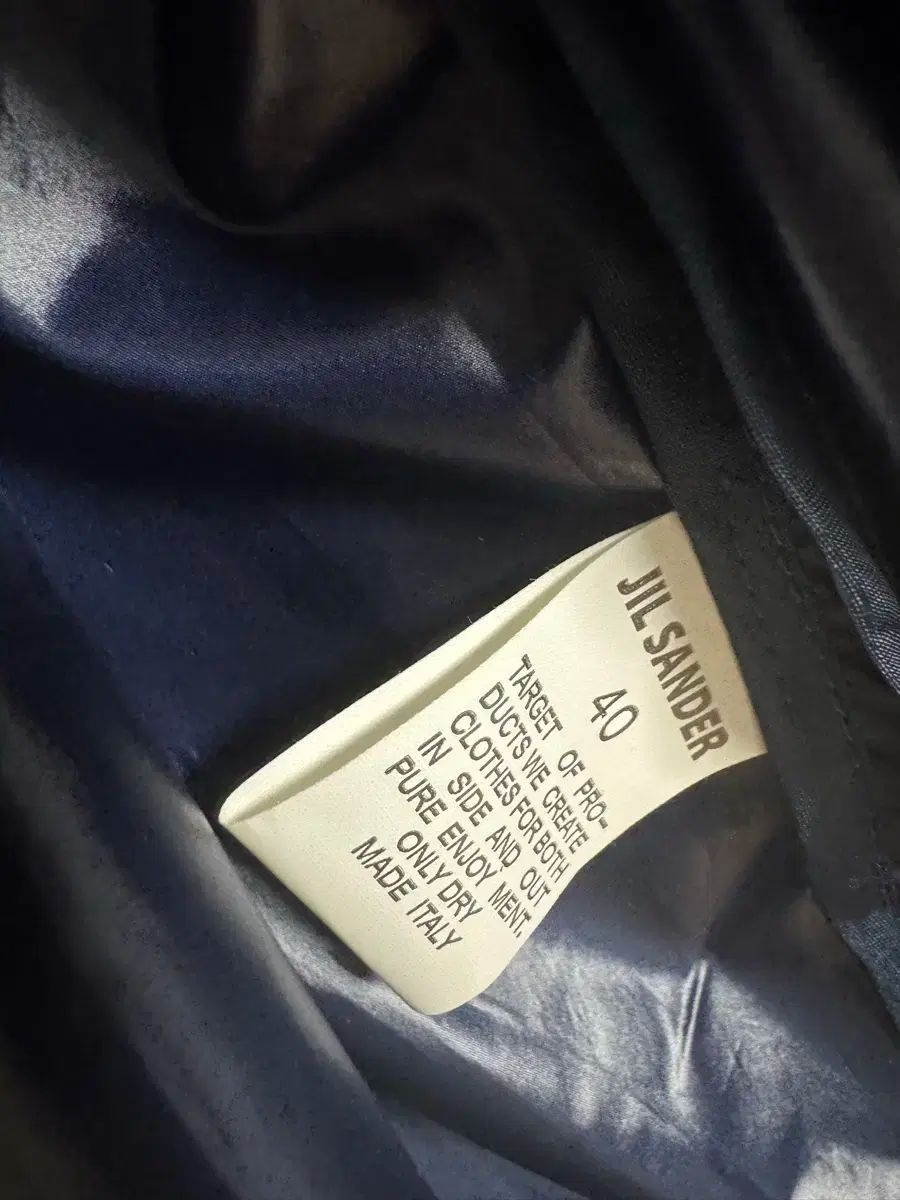 JIL SANDER
40
TARGET OF PRO-
DUCTS WE CREATE
CLOTHES FOR BOTH
IN SIDE AND OUT
PURE ENJOY MENT.
ONLY DRY
MADE ITALY